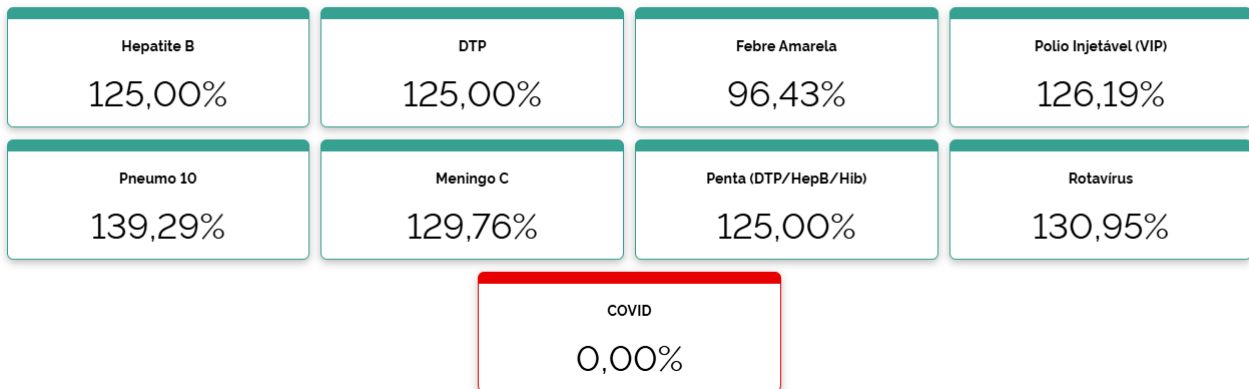 Hepatite B
125,00%
DTP
125,00%
Febre Amarela
96,43%
Polio Injetável (VIP)
126,19%
Pneumo 10
139,29%
Meningo C
129,76%
Penta (DTP/HepB/Hib)
125,00%
Rotavírus
130,95%
COVID
0,00%